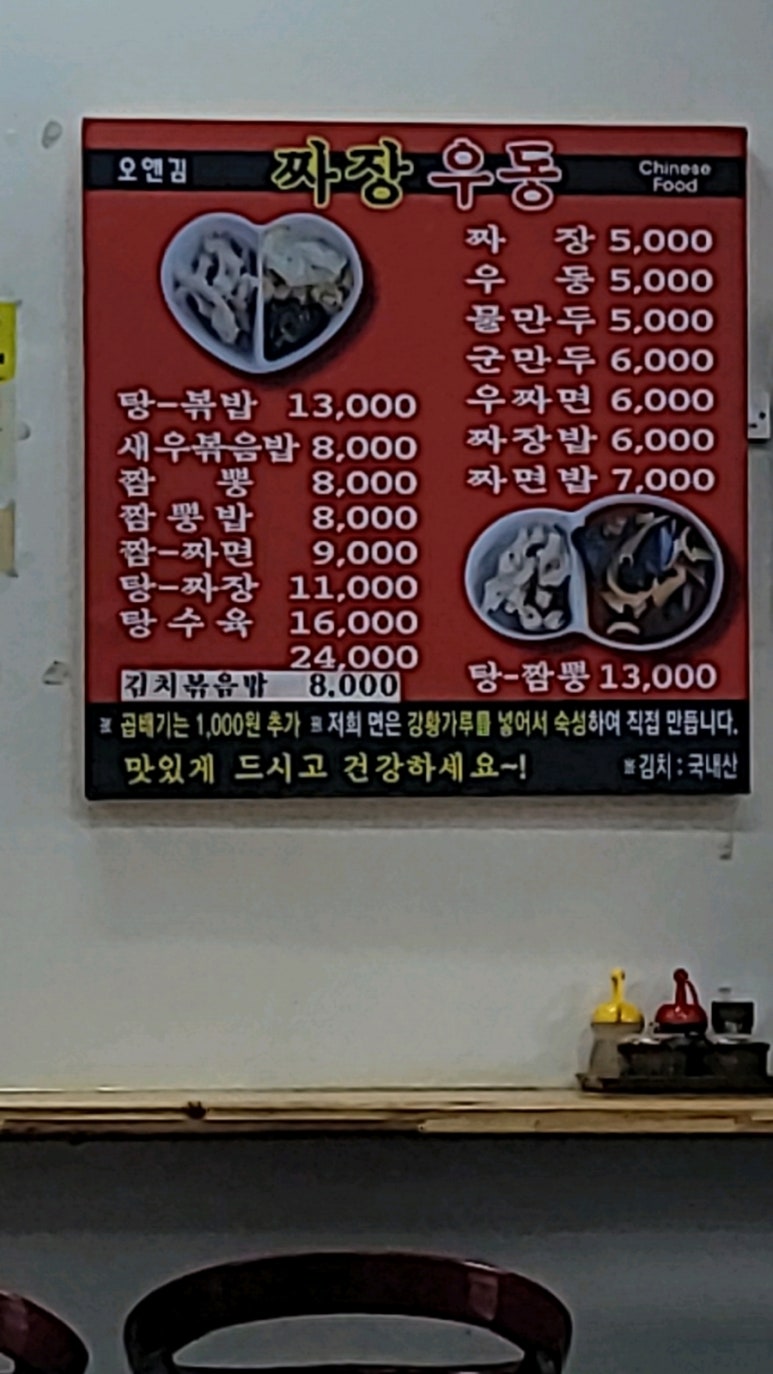 오앤김 짜장 우동 Chinese Food
짜 장 5,000
우 동 5,000
물만두 5,000
군만두 6,000
우짜면 6,000
짜장밥 6,000
짜면밥 7,000
탕-짬뽕 13,000
탕-볶밥 13,000
새우볶음밥 8,000
짬 뽕 8,000
짬뽕밥 8,000
짬-짜면 9,000
탕-짜장 11,000
탕수육 16,000
24,000
김치볶음밥 8,000
※ 곱배기는 1,000원 추가 ※ 저희 면은 강황가루를 넣어서 숙성하여 직접 만듭니다.
맛있게 드시고 건강하세요~! ※김치 : 국내산